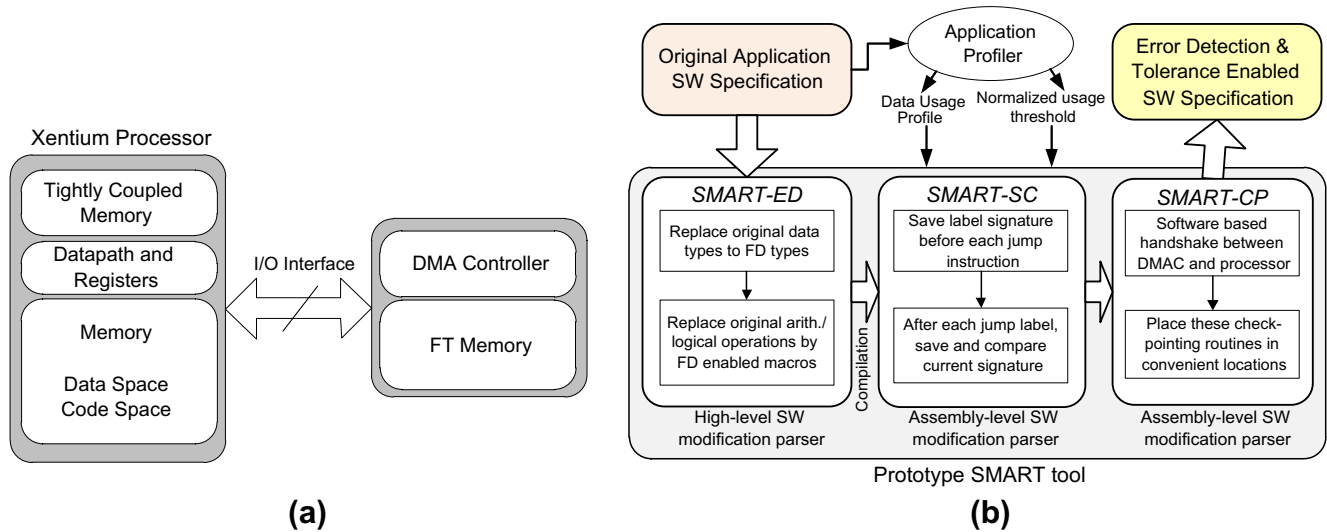 Xentium Processor
Tightly Coupled
Memory
Datapath and
Registers
Memory
Data Space
Code Space
I/O Interface
DMA Controller
FT Memory
(a)
Original Application
SW Specification
Application
Profiler
Error Detection &
Tolerance Enabled
SW Specification
Data Usage
Profile
Normalized usage
threshold
SMART-ED
Replace original data
types to FD types
Replace original arith./
logical operations by
FD enabled macros
High-level SW
modification parser
Compilation
SMART-SC
Save label signature
before each jump
instruction
After each jump label,
save and compare
current signature
Assembly-level SW
modification parser
SMART-CP
Software based
handshake between
DMAC and processor
Place these check-
pointing routines in
convenient locations
Assembly-level SW
modification parser
Prototype SMART tool
(b)